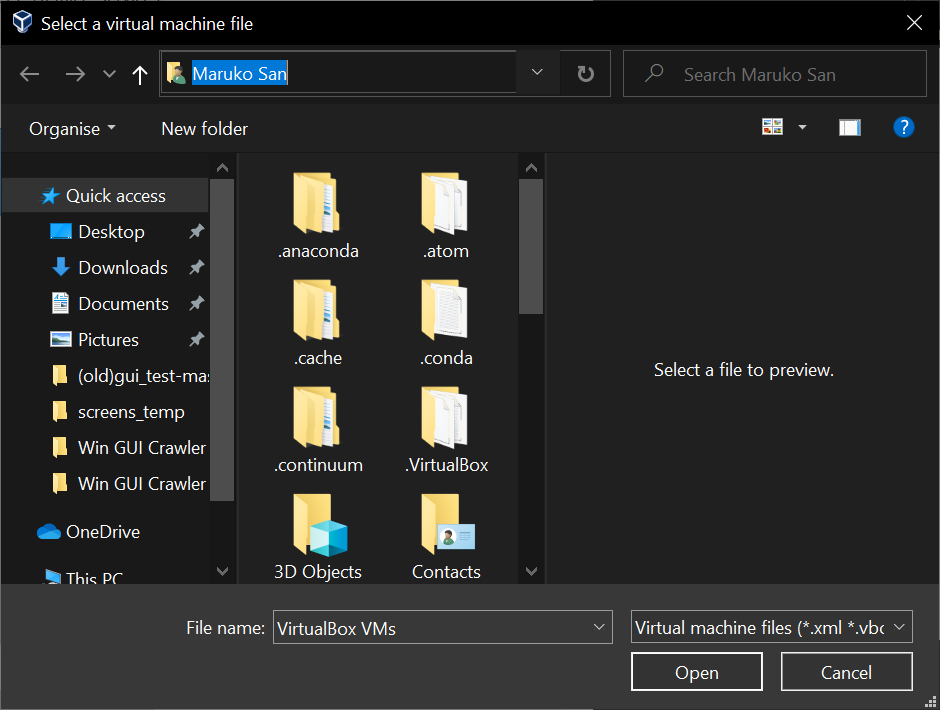 Select a virtual machine file
Maruko San
Search Maruko San
Organise
New folder
?
Quick access
Desktop
Downloads
Documents
Pictures
(old)gui_test-mas
screens_temp
Win GUI Crawler
Win GUI Crawler
OneDrive
This PC
.anaconda
.atom
.cache
.conda
.continuum
.VirtualBox
3D Objects
Contacts
Select a file to preview.
File name:
VirtualBox VMs
Virtual machine files (*.xml *.vbo
Open
Cancel